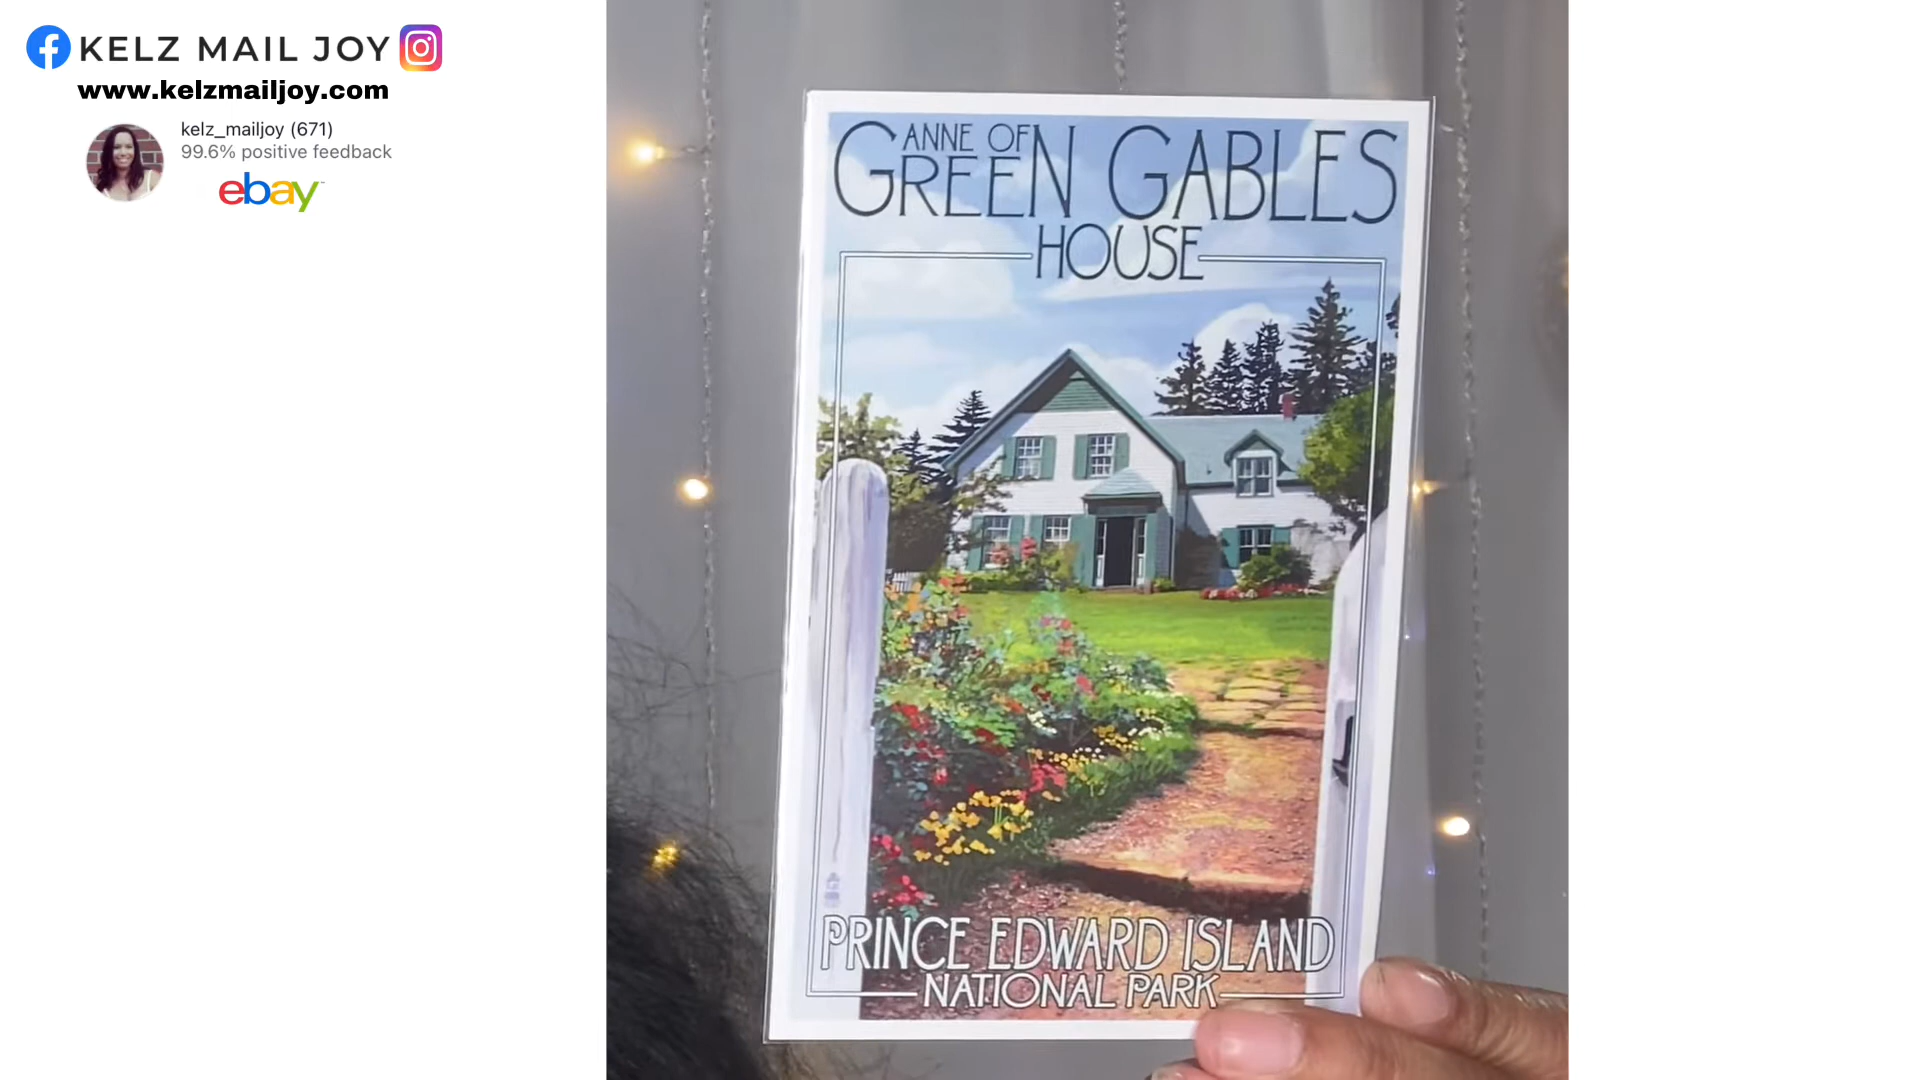 KELZ MAIL JOY
www.kelzmailjoy.com
kelz_mailjoy (671)
99.6% positive feedback
ebay™
ANNE OF
GREEN GABLES
HOUSE
PRINCE EDWARD ISLAND
NATIONAL PARK